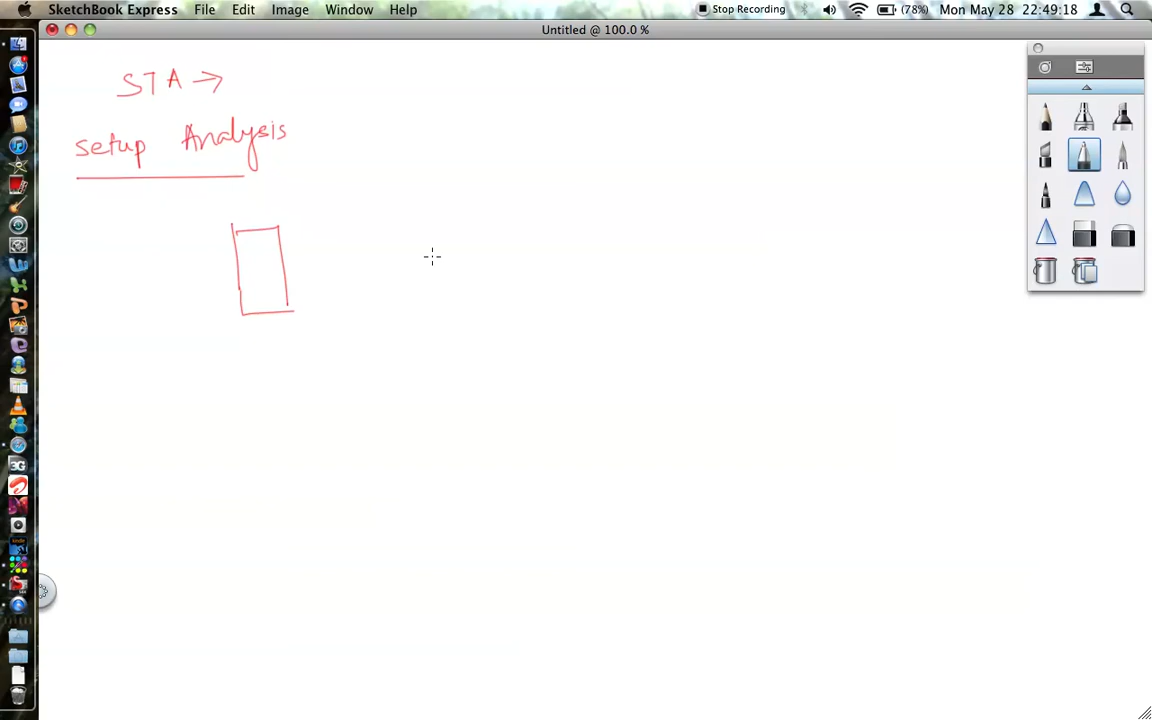 SketchBook Express File Edit Image Window Help Stop Recording (78%) Mon May 28 22:49:18
Untitled @ 100.0 %
STA →
Setup Analysis
3G